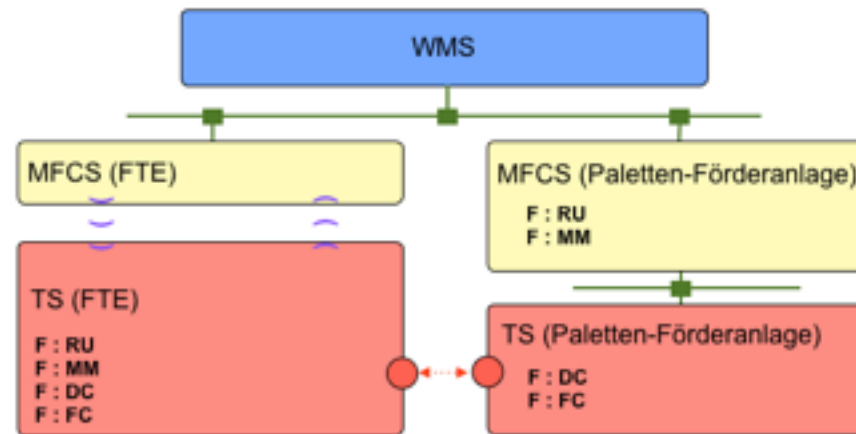 WMS
MFCS (FTE)
MFCS (Paletten-Förderanlage)
F : RU
F : MM
TS (FTE)
F : RU
F : MM
F : DC
F : FC
TS (Paletten-Förderanlage)
F : DC
F : FC